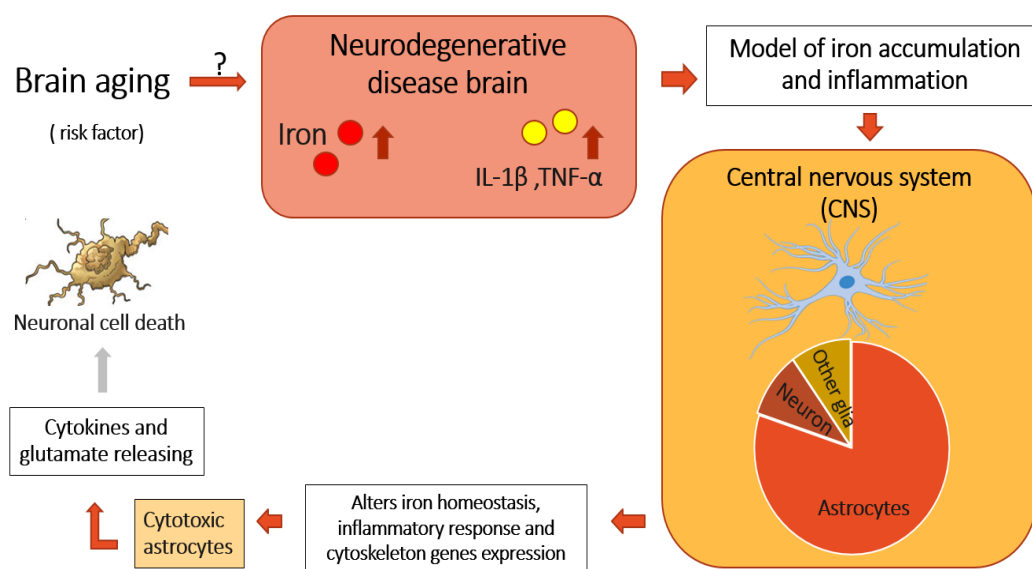 Brain aging
( risk factor)
?
Neurodegenerative
disease brain
Iron
IL-1β ,TNF-α
Model of iron accumulation
and inflammation
Central nervous system
(CNS)
Other glia
Neuron
Astrocytes
Alters iron homeostasis,
inflammatory response and
cytoskeleton genes expression
Cytotoxic
astrocytes
Cytokines and
glutamate releasing
Neuronal cell death